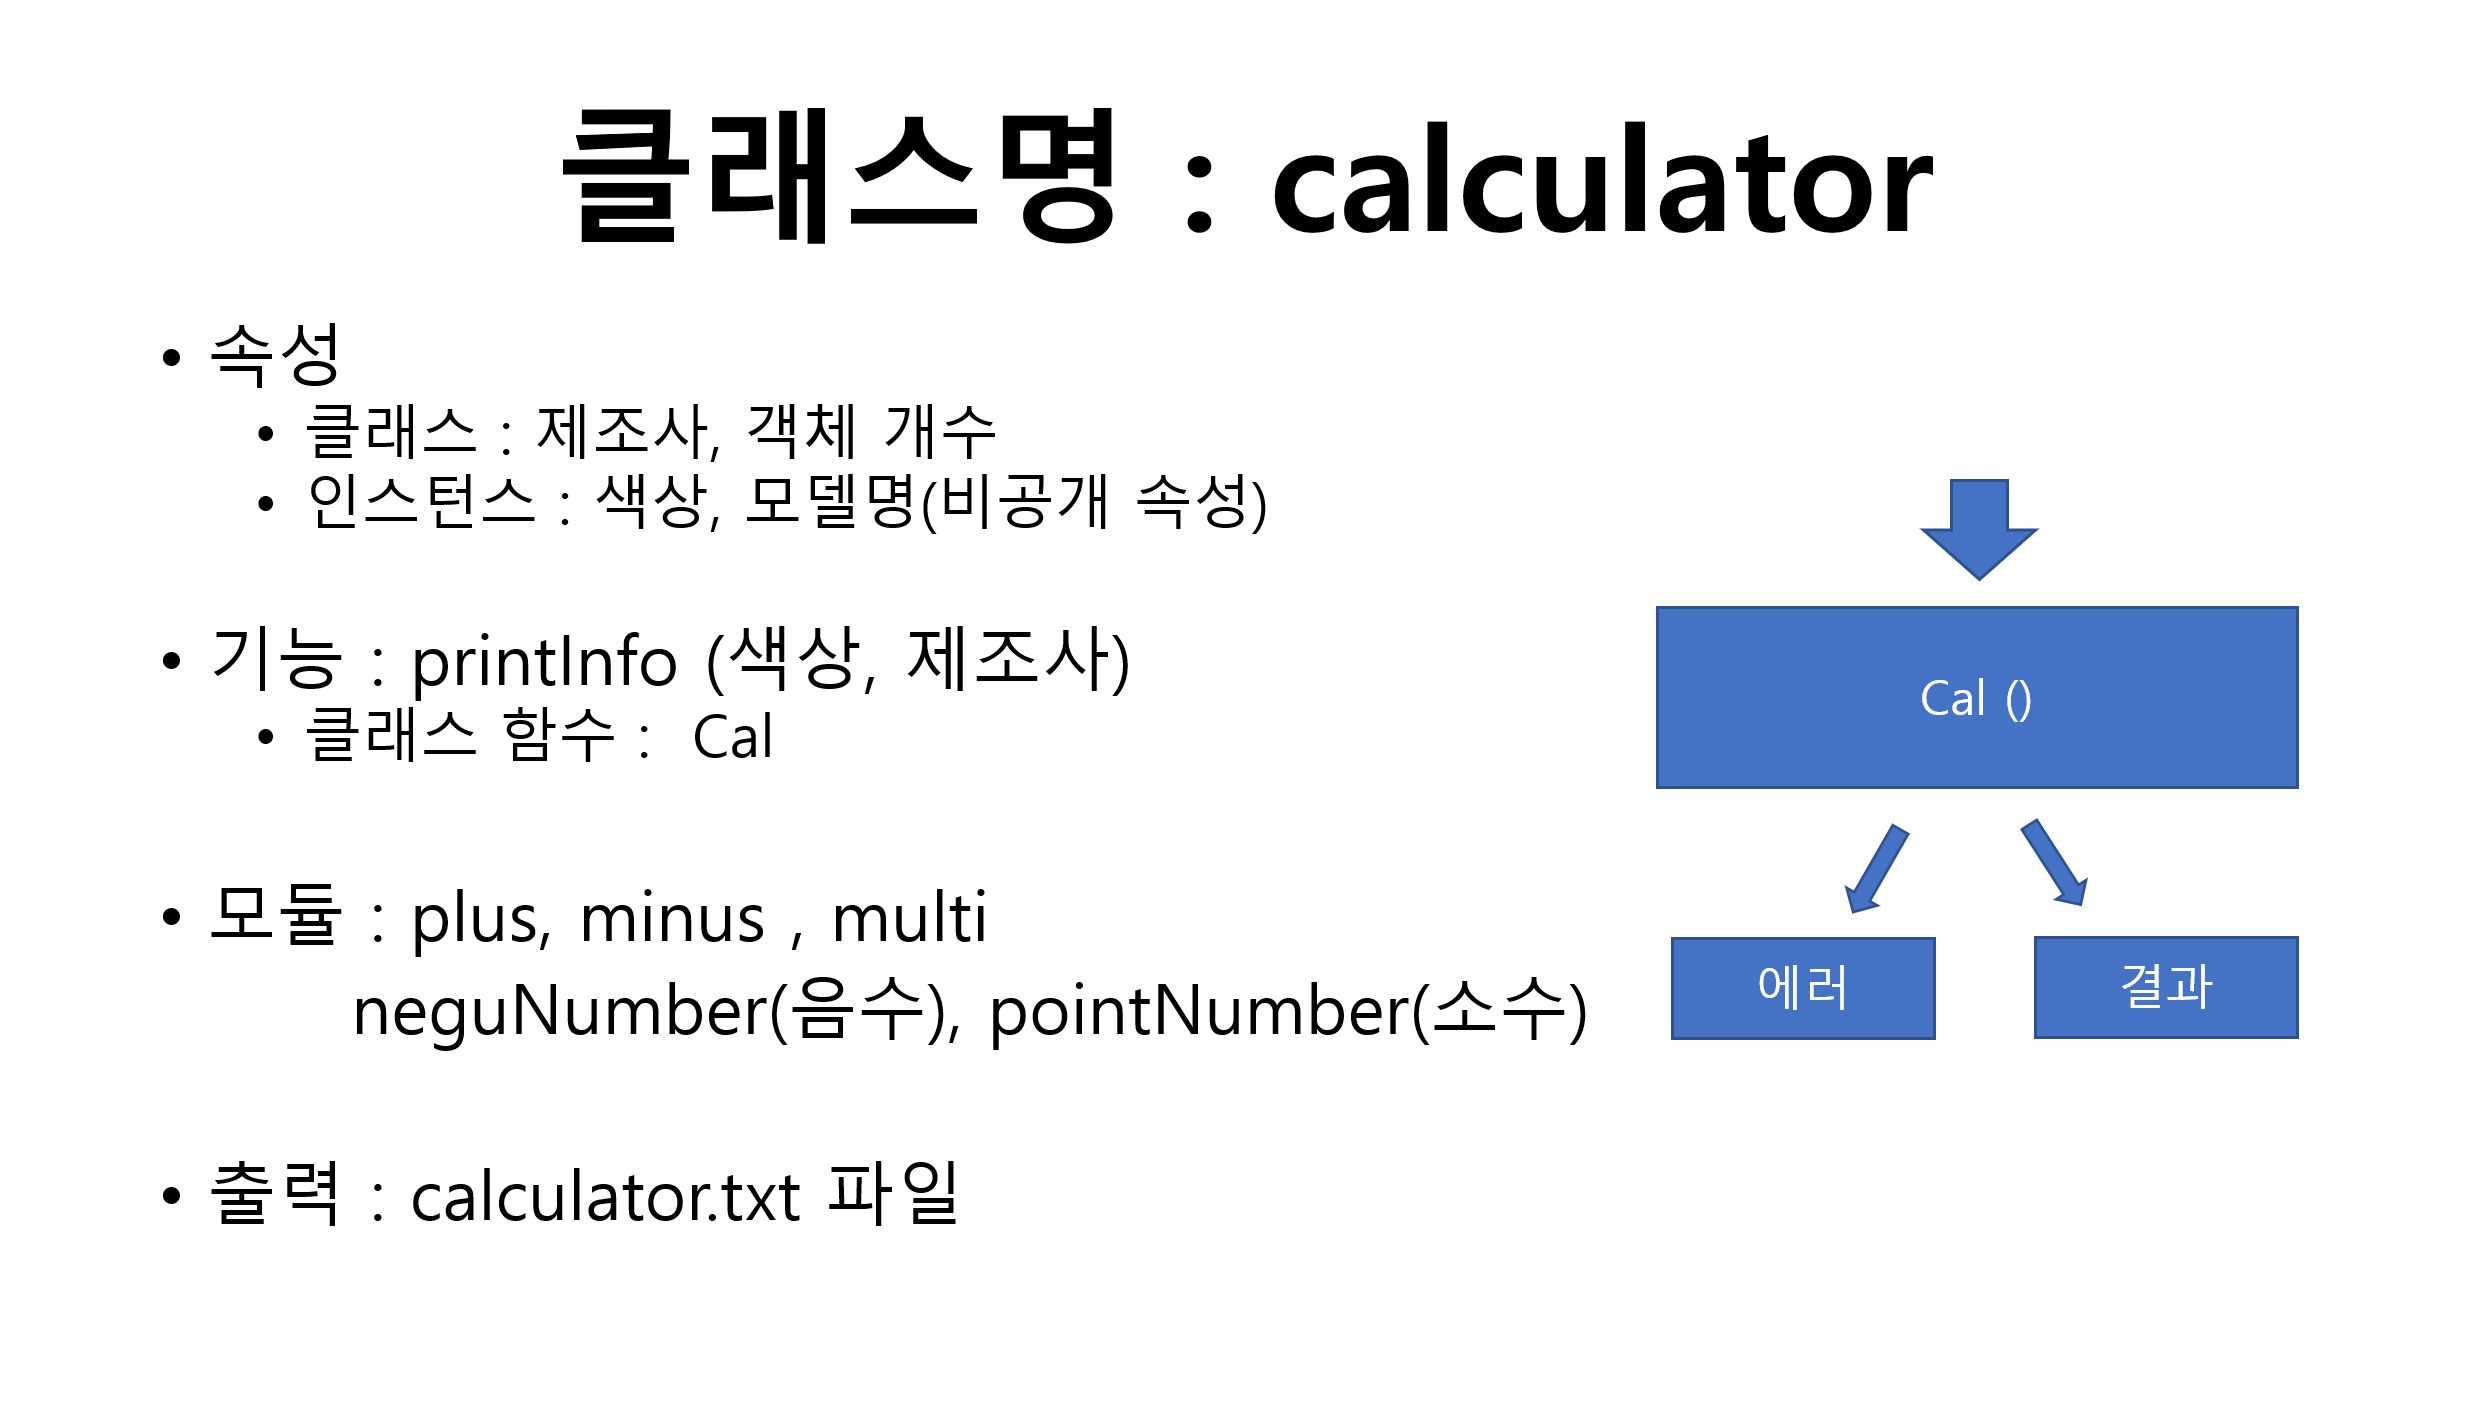 클래스명 : calculator
• 속성
• 클래스 : 제조사, 객체 개수
• 인스턴스 : 색상, 모델명(비공개 속성)
• 기능 : printInfo (색상, 제조사)
• 클래스 함수 : Cal
• 모듈 : plus, minus , multi
neguNumber(음수), pointNumber(소수)
• 출력 : calculator.txt 파일
Cal ()
에러
결과